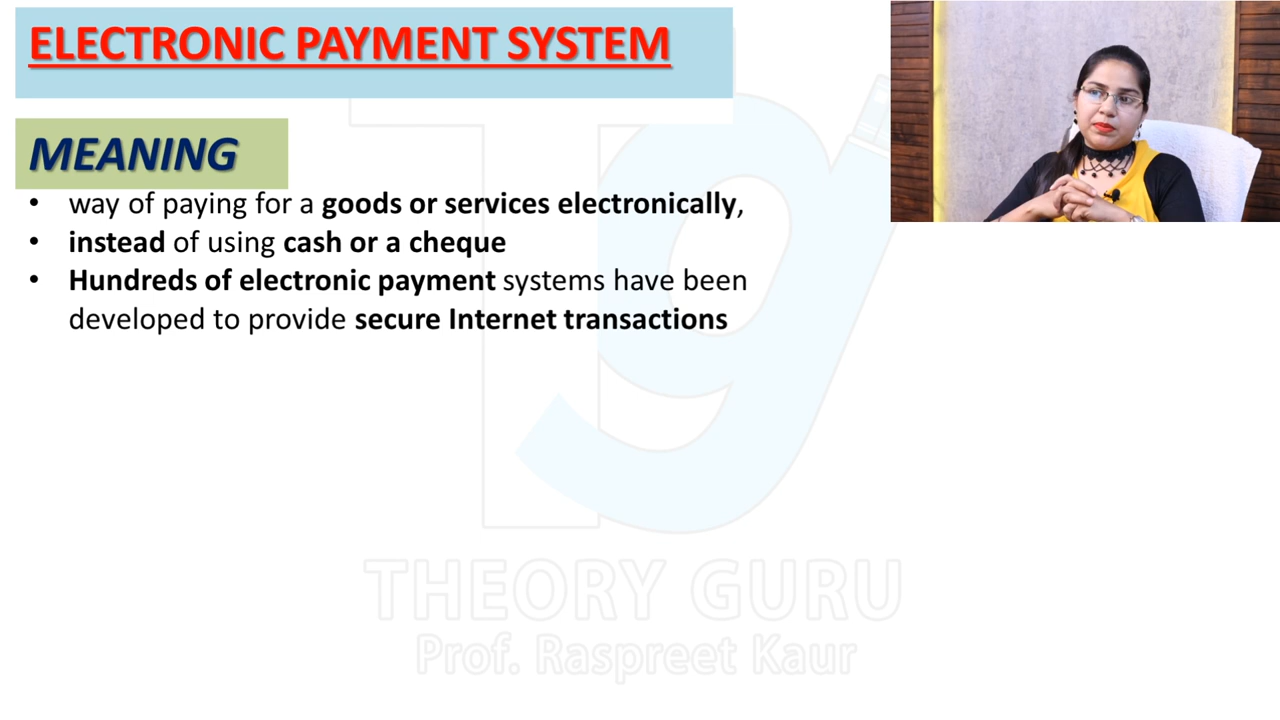 ELECTRONIC PAYMENT SYSTEM
MEANING
• way of paying for a goods or services electronically,
• instead of using cash or a cheque
• Hundreds of electronic payment systems have been
developed to provide secure Internet transactions
Tg
THEORY GURU
Prof. Raspreet Kaur